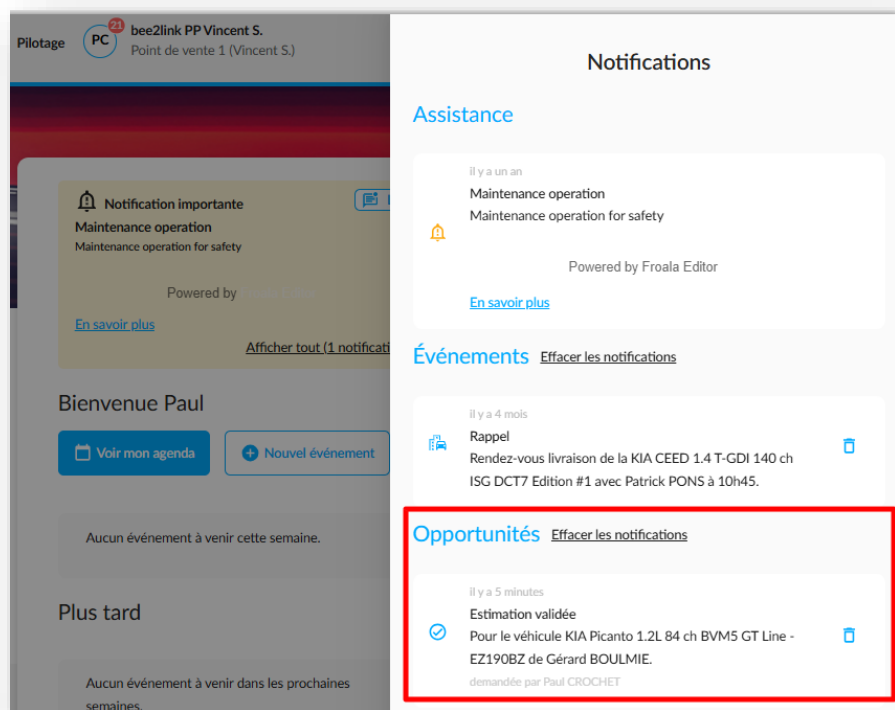 Pilotage
PC
21
bee2link PP Vincent S.
Point de vente 1 (Vincent S.)
Notification importante
Maintenance operation
Maintenance operation for safety
Powered by Froala Editor
En savoir plus
Afficher tout (1 notificati
Bienvenue Paul
Voir mon agenda
Nouvel événement
Aucun événement à venir cette semaine.
Plus tard
Aucun événement à venir dans les prochaines
semaines.
Notifications
Assistance
il y a un an
Maintenance operation
Maintenance operation for safety
Powered by Froala Editor
En savoir plus
Événements Effacer les notifications
il y a 4 mois
Rappel
Rendez-vous livraison de la KIA CEED 1.4 T-GDI 140 ch
ISG DCT7 Edition #1 avec Patrick PONS à 10h45.
Opportunités Effacer les notifications
il y a 5 minutes
Estimation validée
Pour le véhicule KIA Picanto 1.2L 84 ch BVM5 GT Line -
EZ190BZ de Gérard BOULMIE.
demandée par Paul CROCHET